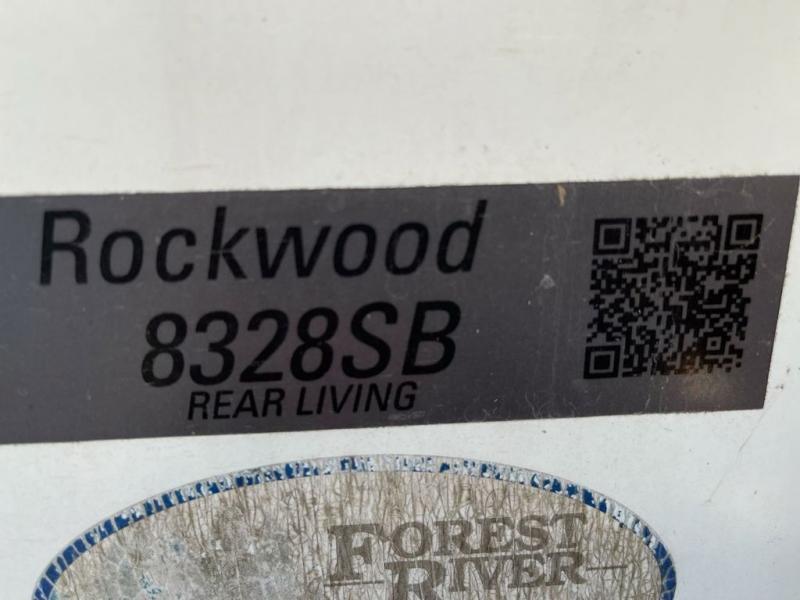 Rockwood
8328SB
REAR LIVING
FOREST
RIVER